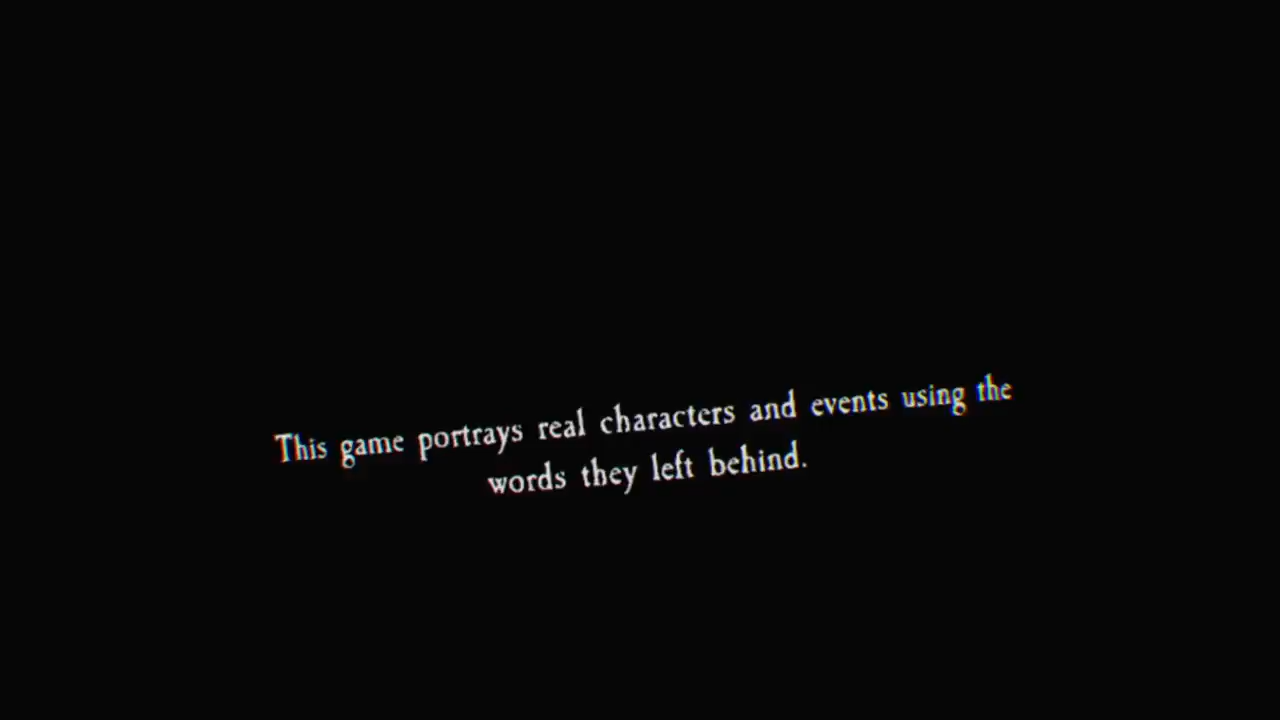 This game portrays real characters and events using the
words they left behind.